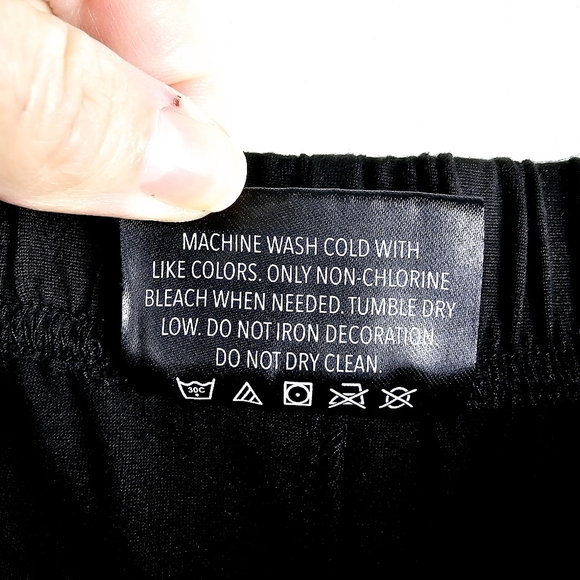 MACHINE WASH COLD WITH
LIKE COLORS. ONLY NON-CHLORINE
BLEACH WHEN NEEDED. TUMBLE DRY
LOW. DO NOT IRON DECORATION.
DO NOT DRY CLEAN.
30C